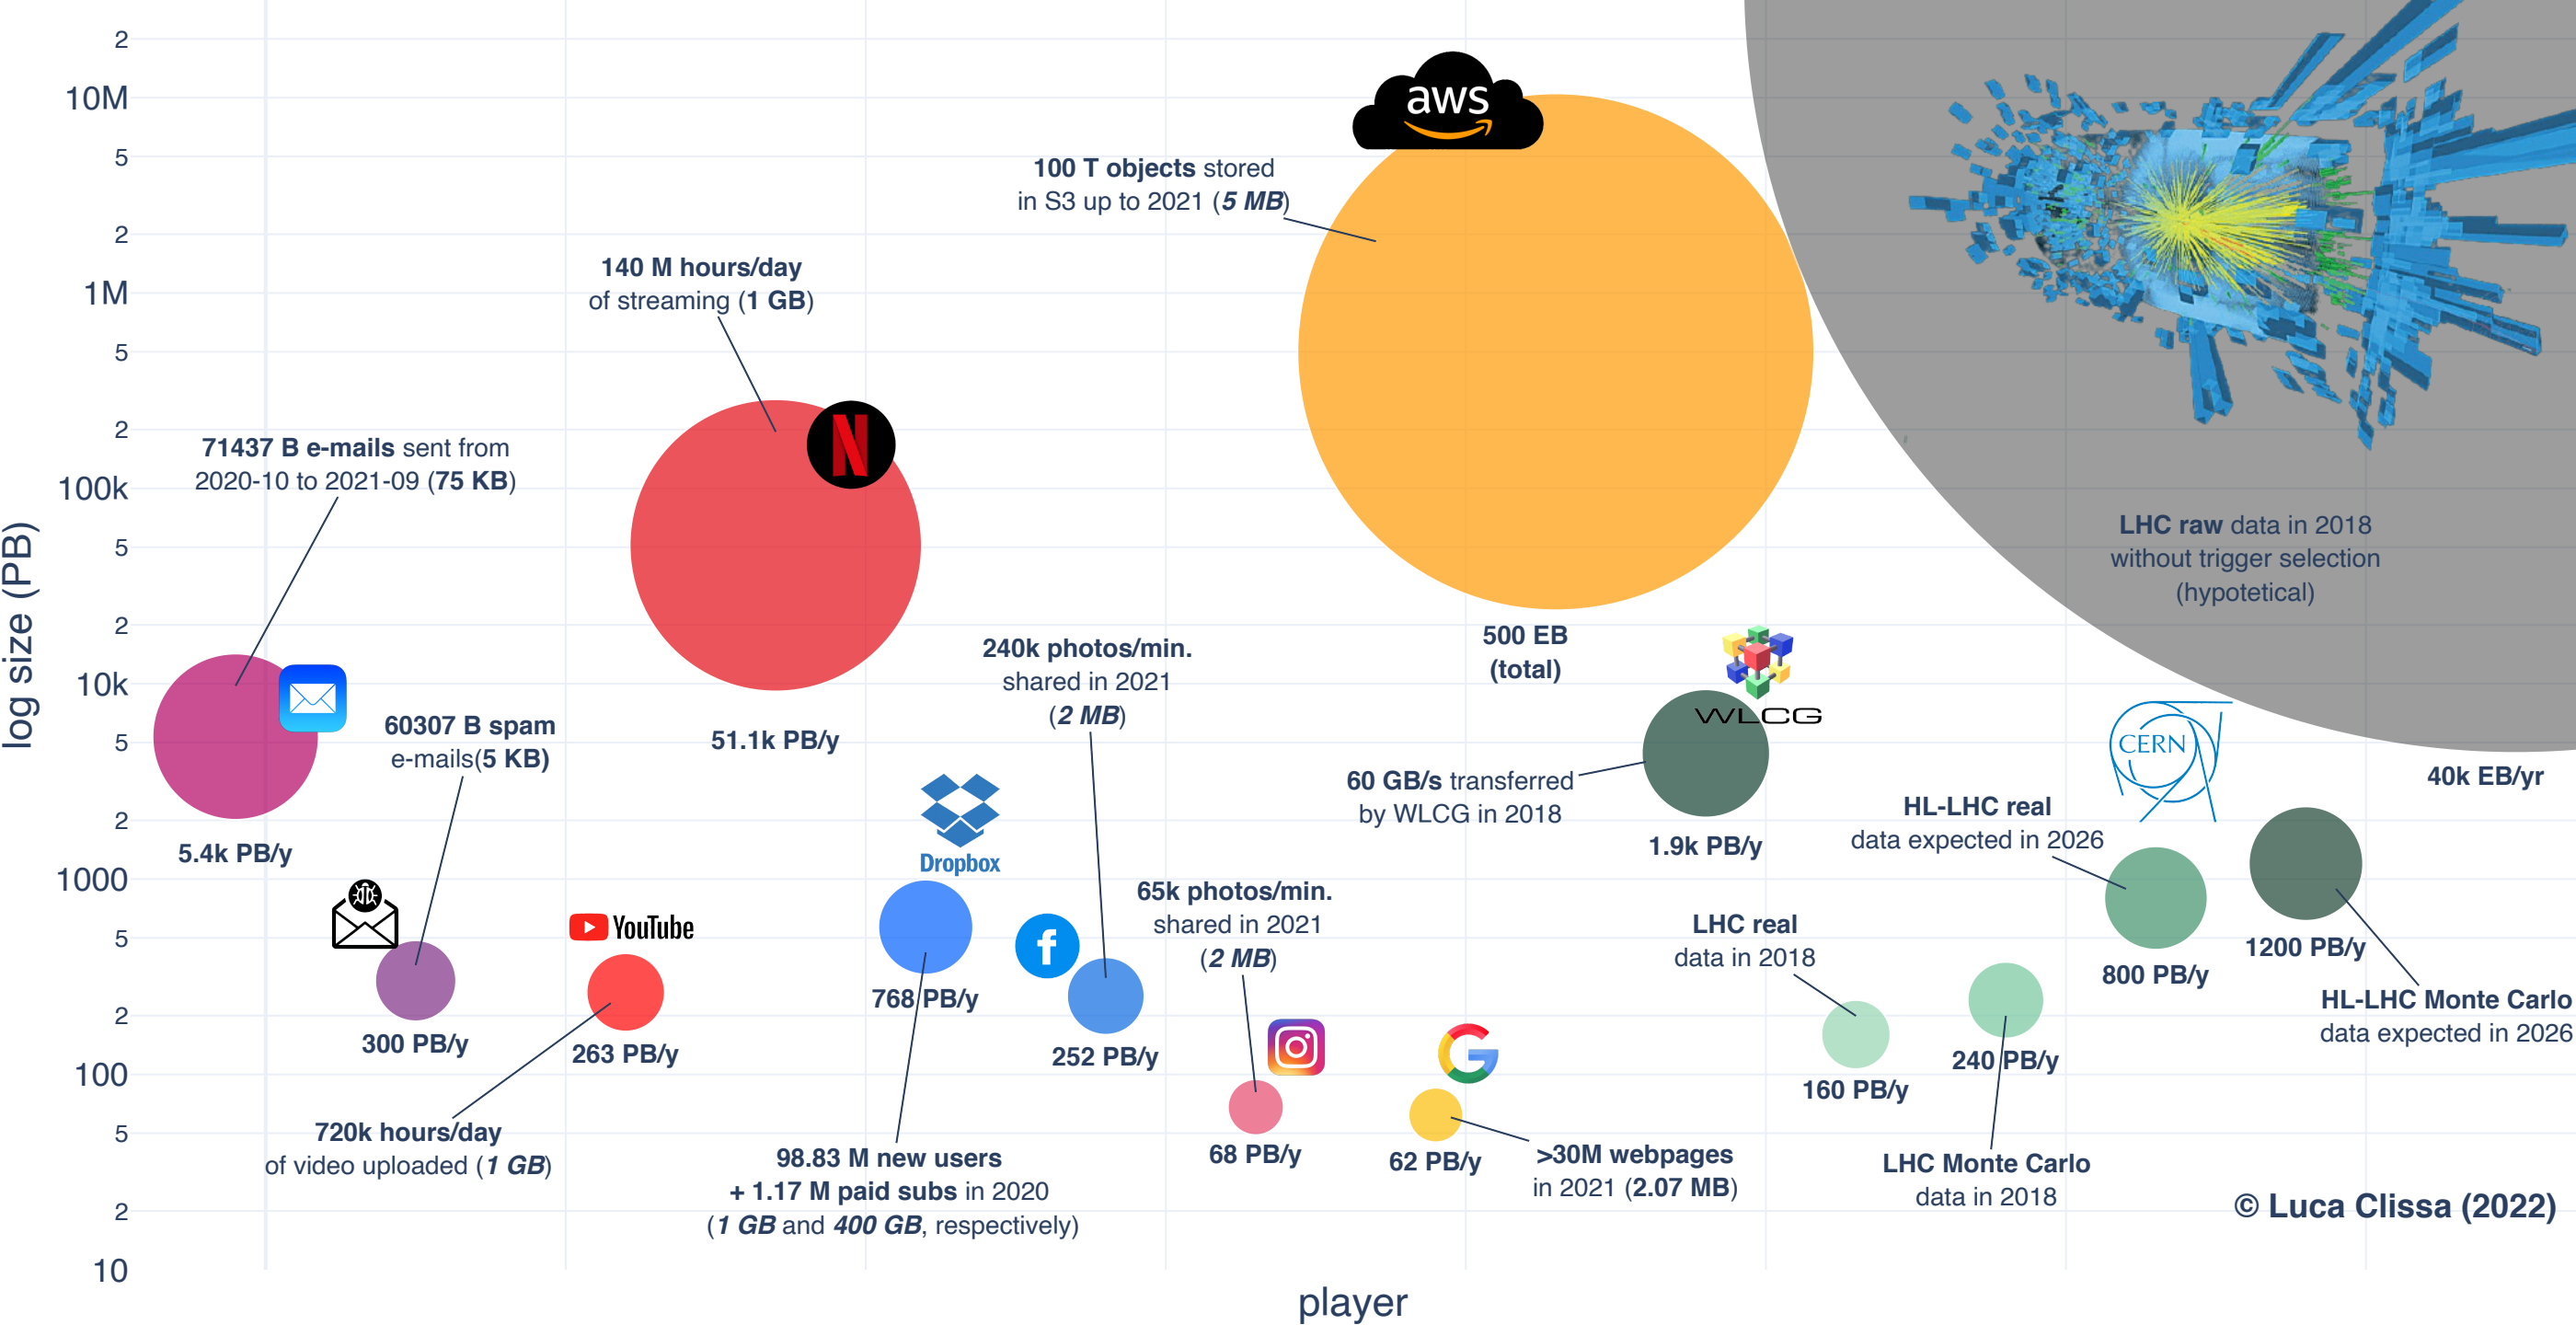 2
10M
5
2
1M
5
2
100k
5
2
10k
5
2
1000
5
2
100
5
2
10
log size (PB)
player
aws
100 T objects stored
in S3 up to 2021 (5 MB)
500 EB
(total)
140 M hours/day
of streaming (1 GB)
N
51.1k PB/y
71437 B e-mails sent from
2020-10 to 2021-09 (75 KB)
5.4k PB/y
60307 B spam
e-mails(5 KB)
300 PB/y
YouTube
263 PB/y
720k hours/day
of video uploaded (1 GB)
Dropbox
768 PB/y
98.83 M new users
+ 1.17 M paid subs in 2020
(1 GB and 400 GB, respectively)
240k photos/min.
shared in 2021
(2 MB)
f
252 PB/y
65k photos/min.
shared in 2021
(2 MB)
68 PB/y
G
62 PB/y
>30M webpages
in 2021 (2.07 MB)
WLCG
60 GB/s transferred
by WLCG in 2018
1.9k PB/y
LHC raw data in 2018
without trigger selection
(hypotetical)
40k EB/yr
CERN
HL-LHC real
data expected in 2026
800 PB/y
1200 PB/y
HL-LHC Monte Carlo
data expected in 2026
LHC real
data in 2018
160 PB/y
240 PB/y
LHC Monte Carlo
data in 2018
© Luca Clissa (2022)